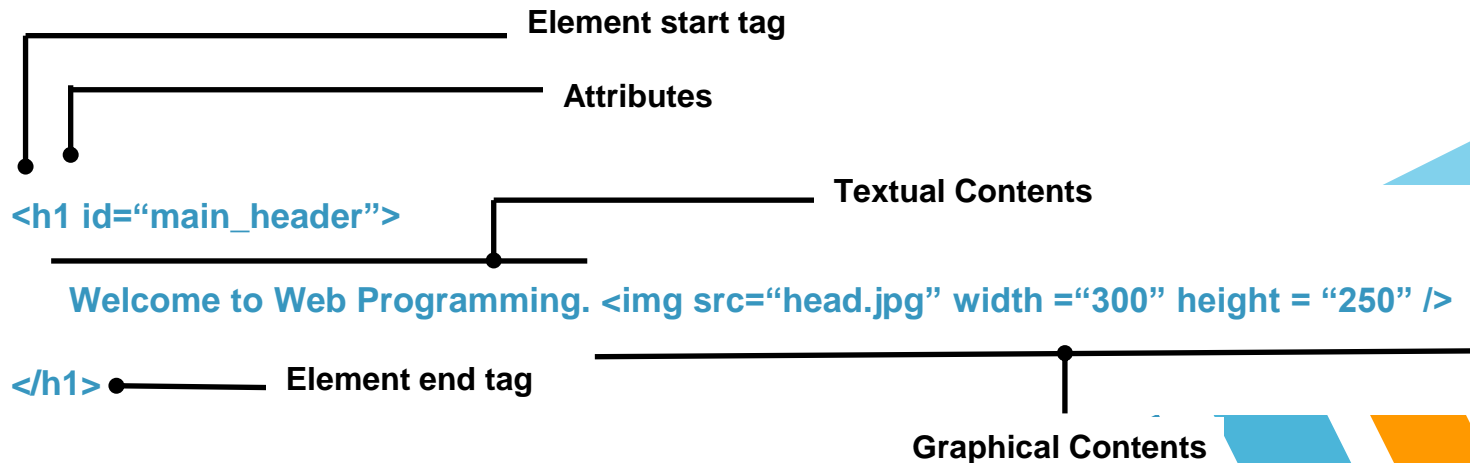 Element start tag
Attributes
Textual Contents
<h1 id=“main_header”>
Welcome to Web Programming. <img src=“head.jpg” width =“300” height = “250” />
</h1>
Element end tag
Graphical Contents